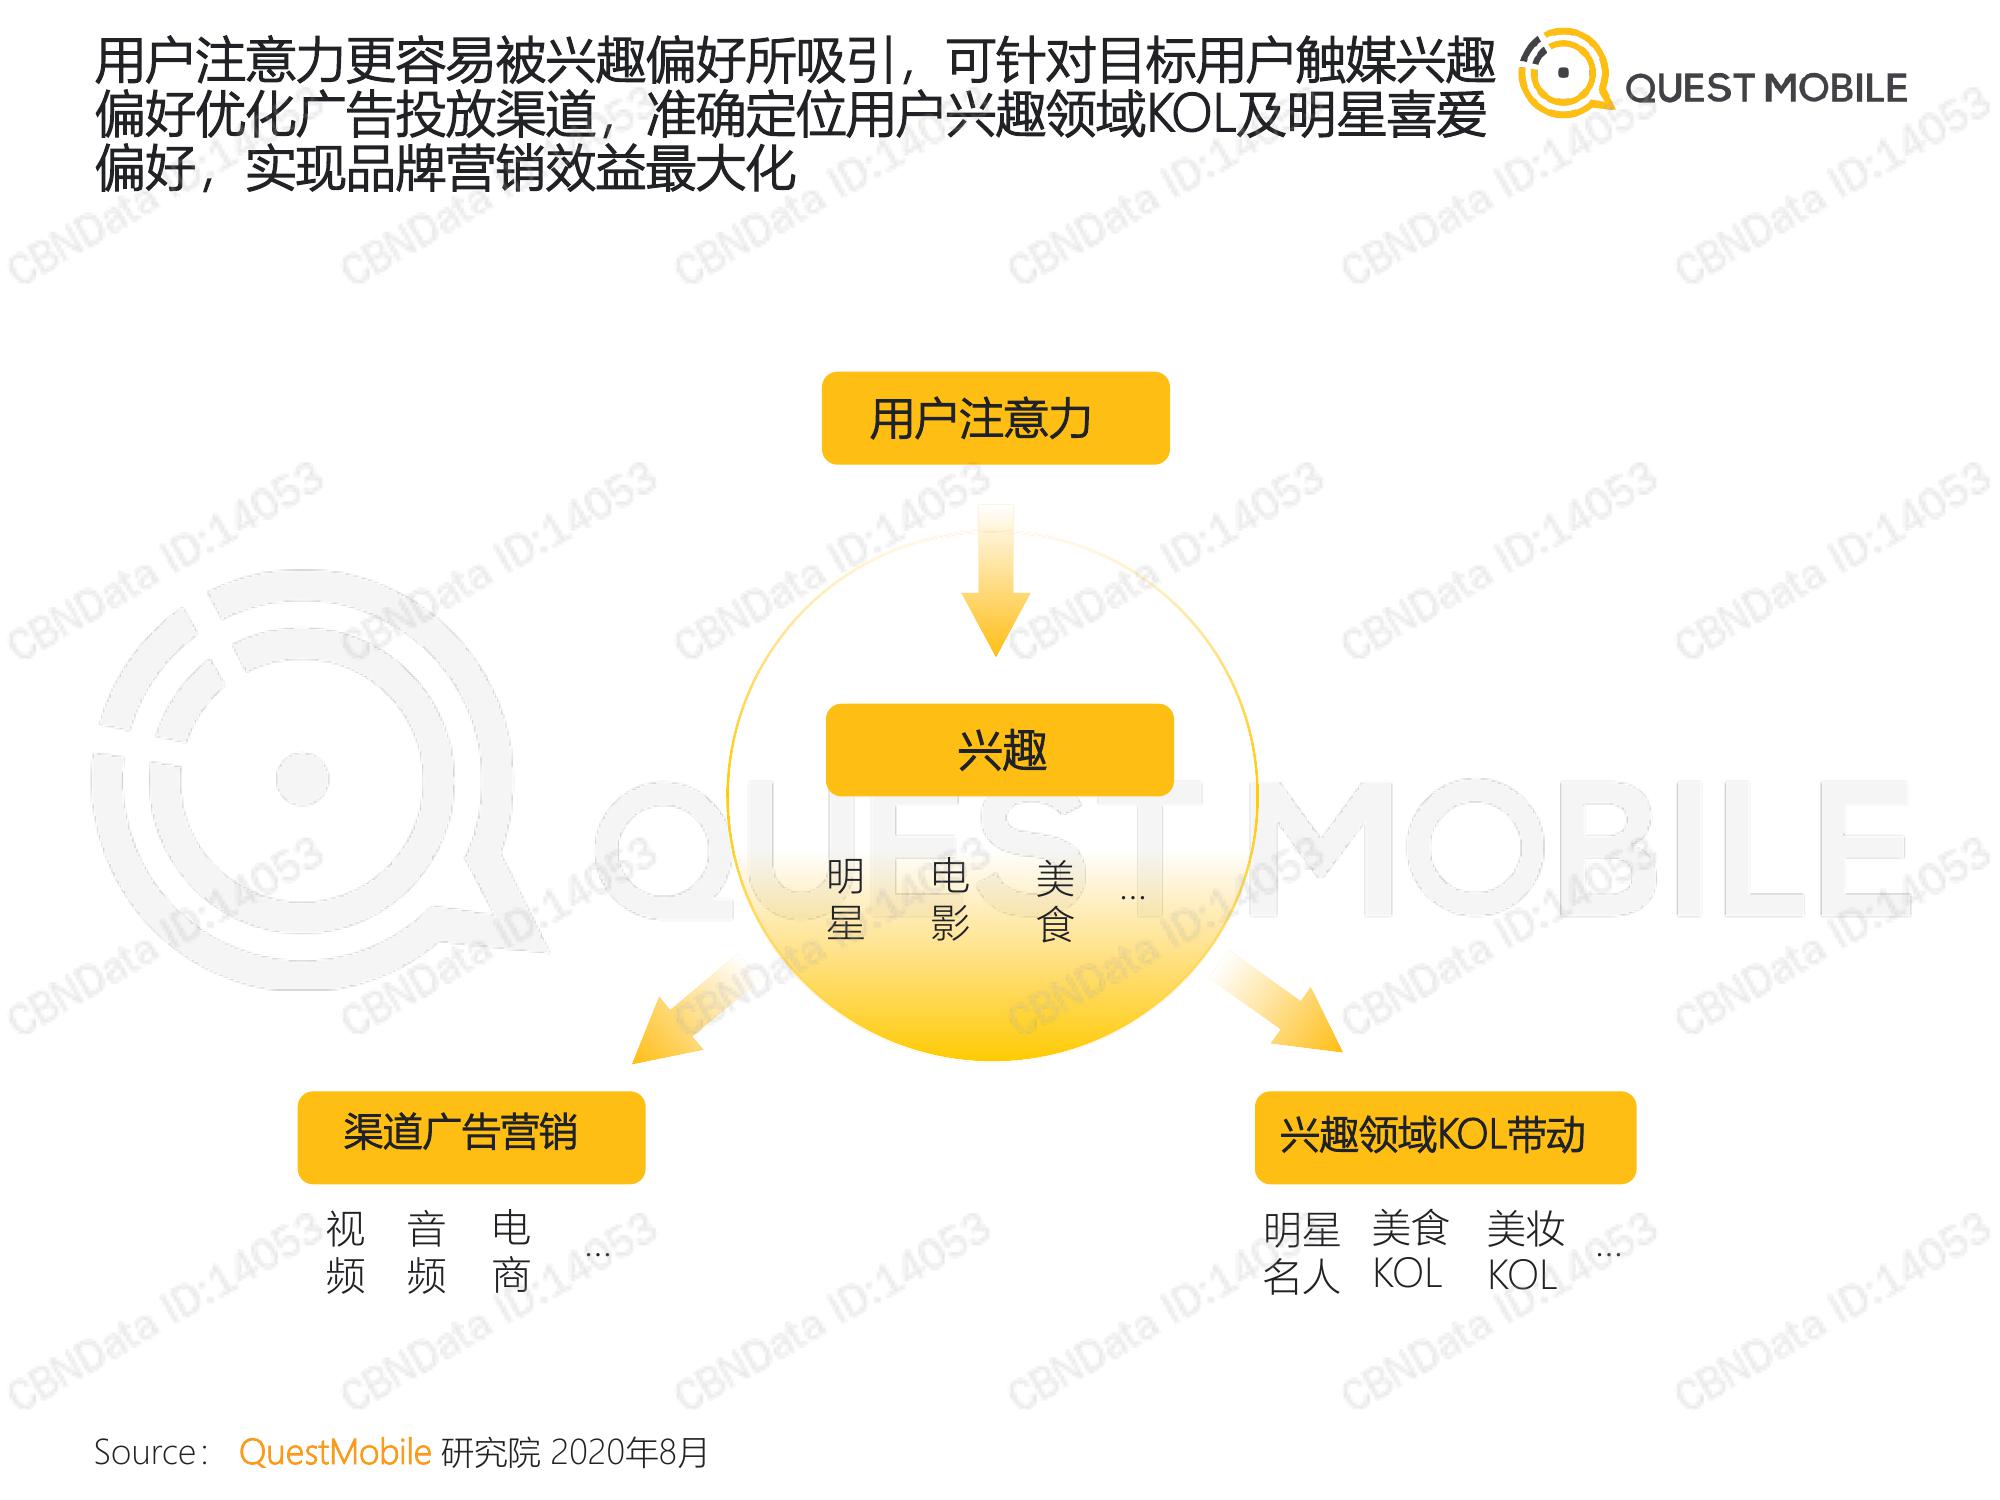 用户注意力更容易被兴趣偏好所吸引，可针对目标用户触媒兴趣
偏好优化广告投放渠道，准确定位用户兴趣领域KOL及明星喜爱
偏好，实现品牌营销效益最大化
QUEST MOBILE
用户注意力
兴趣
明星 电影 美食 ...
渠道广告营销
视频 音频 电商 ...
兴趣领域KOL带动
明星名人 美食KOL 美妆KOL ...
QUEST MOBILE
Source： QuestMobile 研究院 2020年8月
CBNData ID:14053